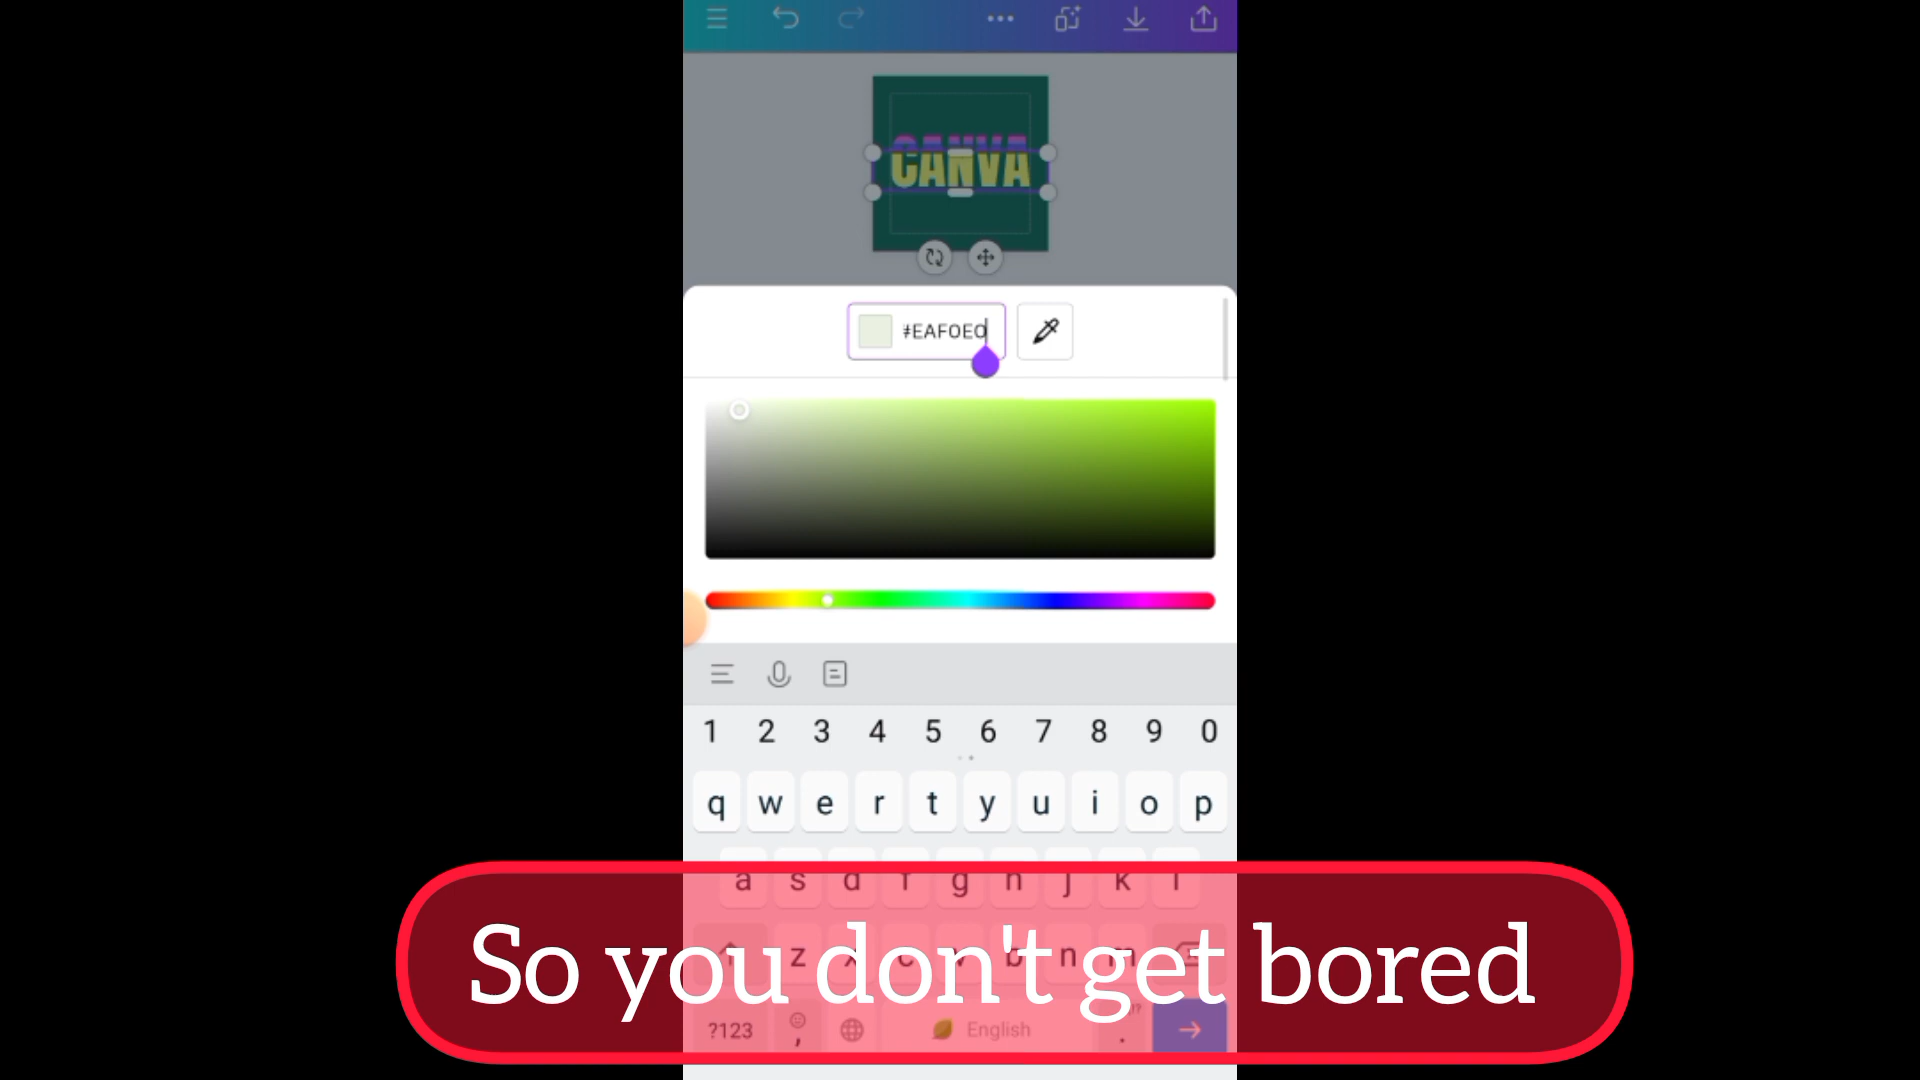 CANVA
#EAF0E0
1 2 3 4 5 6 7 8 9 0
q w e r t y u i o p
a s d f g h j k l
z x c v b n m
So you don't get bored
?123 , English .